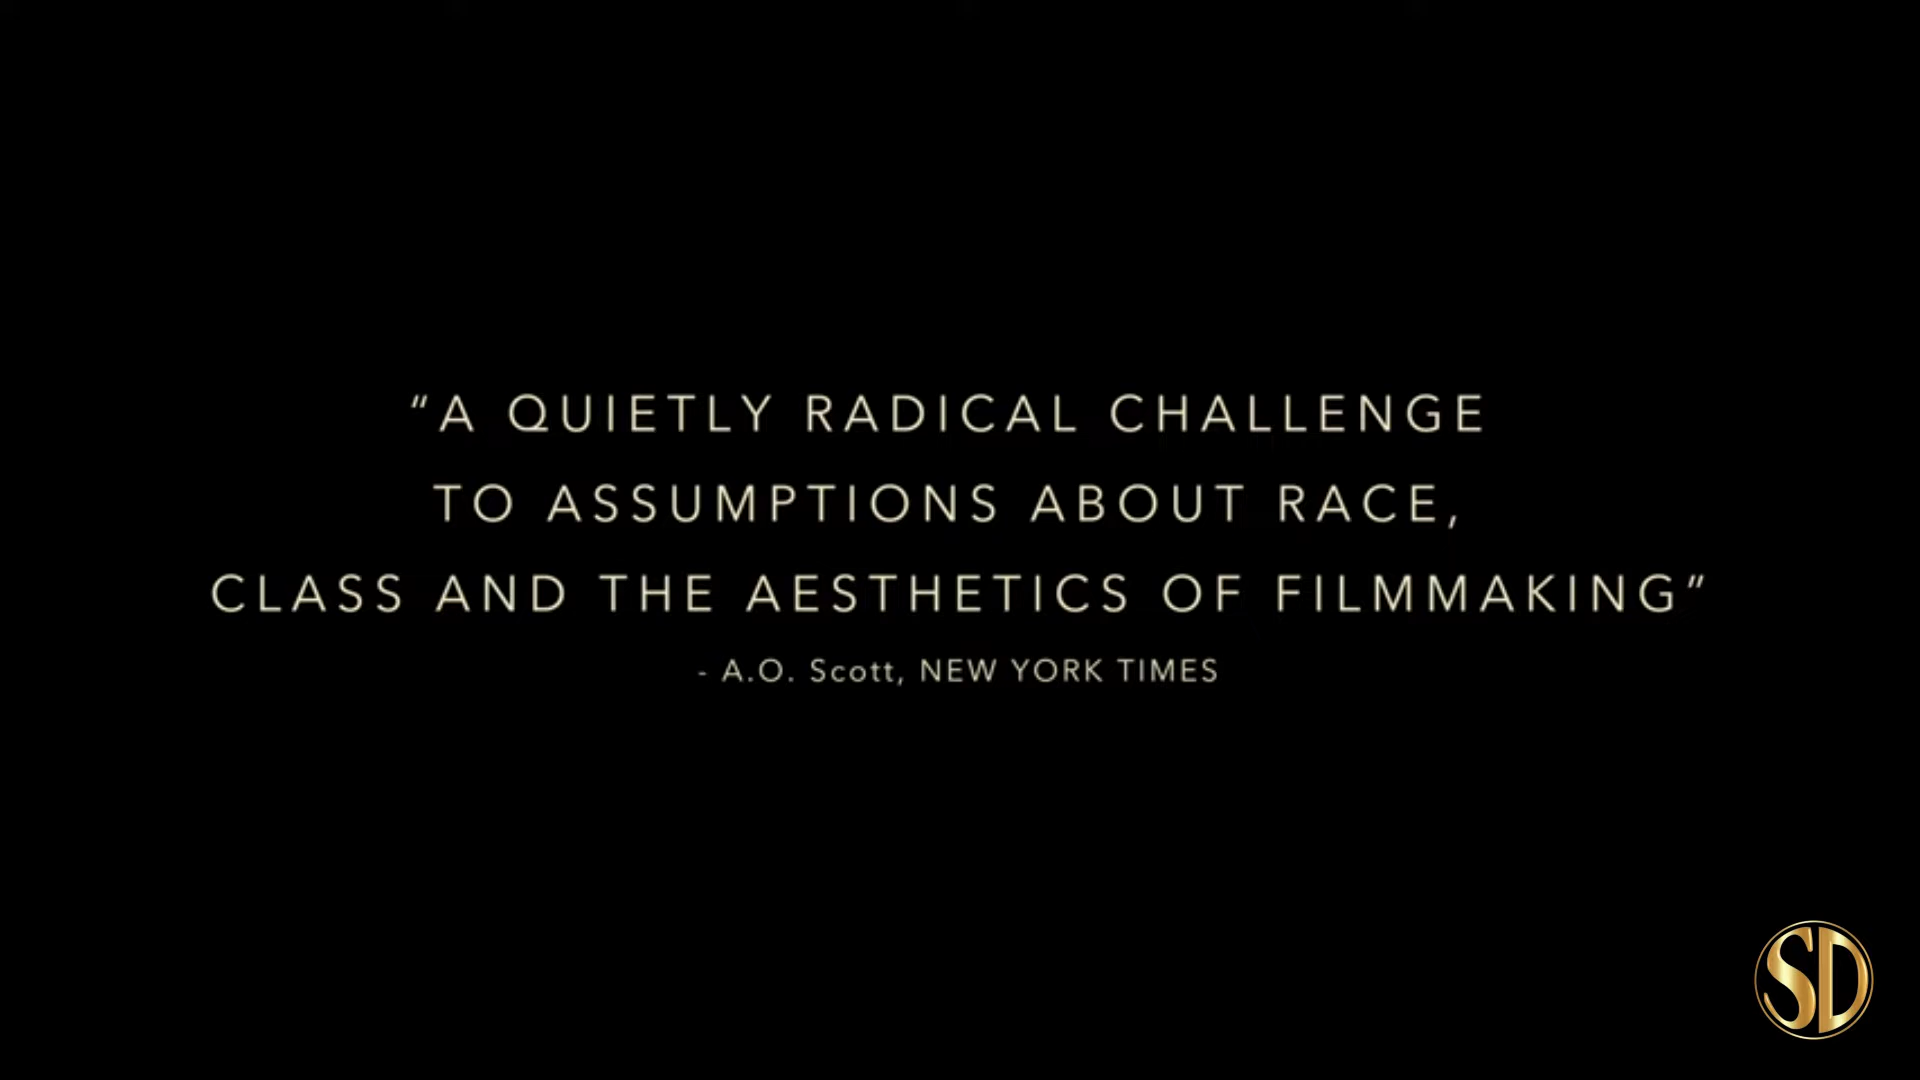 “A QUIETLY RADICAL CHALLENGE
TO ASSUMPTIONS ABOUT RACE,
CLASS AND THE AESTHETICS OF FILMMAKING”
- A.O. Scott, NEW YORK TIMES
SD